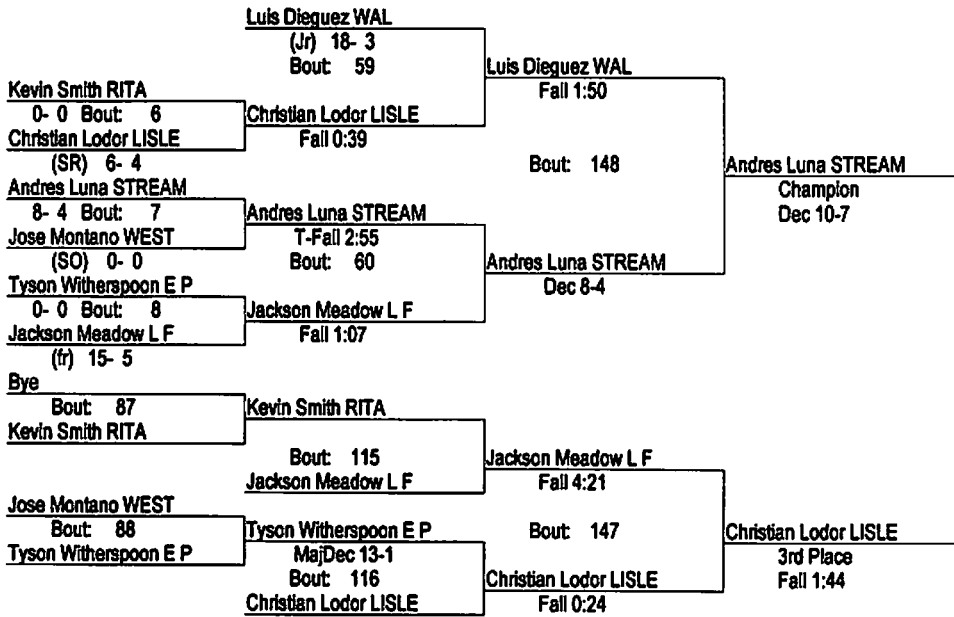 Luis Dieguez WAL
(Jr) 18- 3
Bout: 59
Luis Dieguez WAL
Fall 1:50
Kevin Smith RITA
0- 0 Bout: 6
Christian Lodor LISLE
Christian Lodor LISLE
Fall 0:39
(SR) 6- 4
Bout: 148
Andres Luna STREAM
Champion
Dec 10-7
Andres Luna STREAM
8- 4 Bout: 7
Andres Luna STREAM
Jose Montano WEST
T-Fall 2:55
(SO) 0- 0
Bout: 60
Andres Luna STREAM
Dec 8-4
Tyson Witherspoon E P
0- 0 Bout: 8
Jackson Meadow L F
Jackson Meadow L F
Fall 1:07
(fr) 15- 5
Bye
Bout: 87
Kevin Smith RITA
Kevin Smith RITA
Bout: 115
Jackson Meadow L F
Jackson Meadow L F
Fall 4:21
Jose Montano WEST
Bout: 88
Tyson Witherspoon E P
Bout: 147
Christian Lodor LISLE
Tyson Witherspoon E P
MajDec 13-1
3rd Place
Bout: 116
Christian Lodor LISLE
Fall 1:44
Christian Lodor LISLE
Fall 0:24